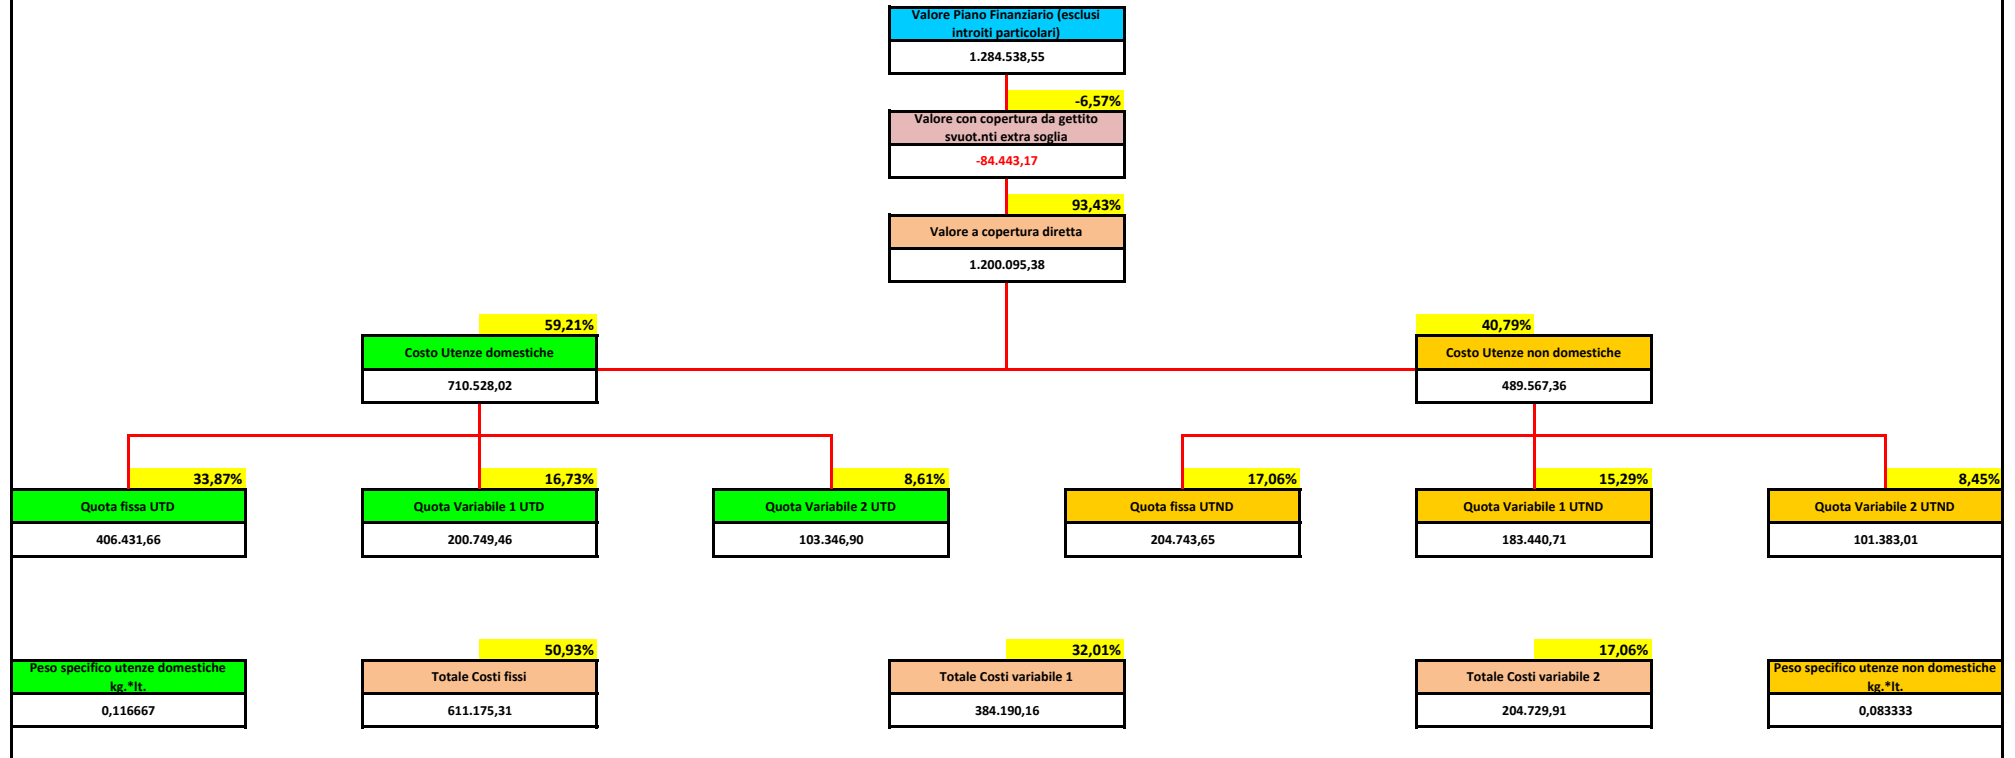 Valore Piano Finanziario (esclusi
introiti particolari)
1.284.538,55
-6,57%
Valore con copertura da gettito
svuot.nti extra soglia
-84.443,17
93,43%
Valore a copertura diretta
1.200.095,38
59,21%
40,79%
Costo Utenze domestiche
Costo Utenze non domestiche
710.528,02
489.567,36
33,87%
16,73%
8,61%
17,06%
15,29%
8,45%
Quota fissa UTD
Quota Variabile 1 UTD
Quota Variabile 2 UTD
Quota fissa UTND
Quota Variabile 1 UTND
Quota Variabile 2 UTND
406.431,66
200.749,46
103.346,90
204.743,65
183.440,71
101.383,01
50,93%
32,01%
17,06%
Peso specifico utenze domestiche
kg.*lt.
Totale Costi fissi
Totale Costi variabile 1
Totale Costi variabile 2
Peso specifico utenze non domestiche
kg.*lt.
0,116667
611.175,31
384.190,16
204.729,91
0,083333